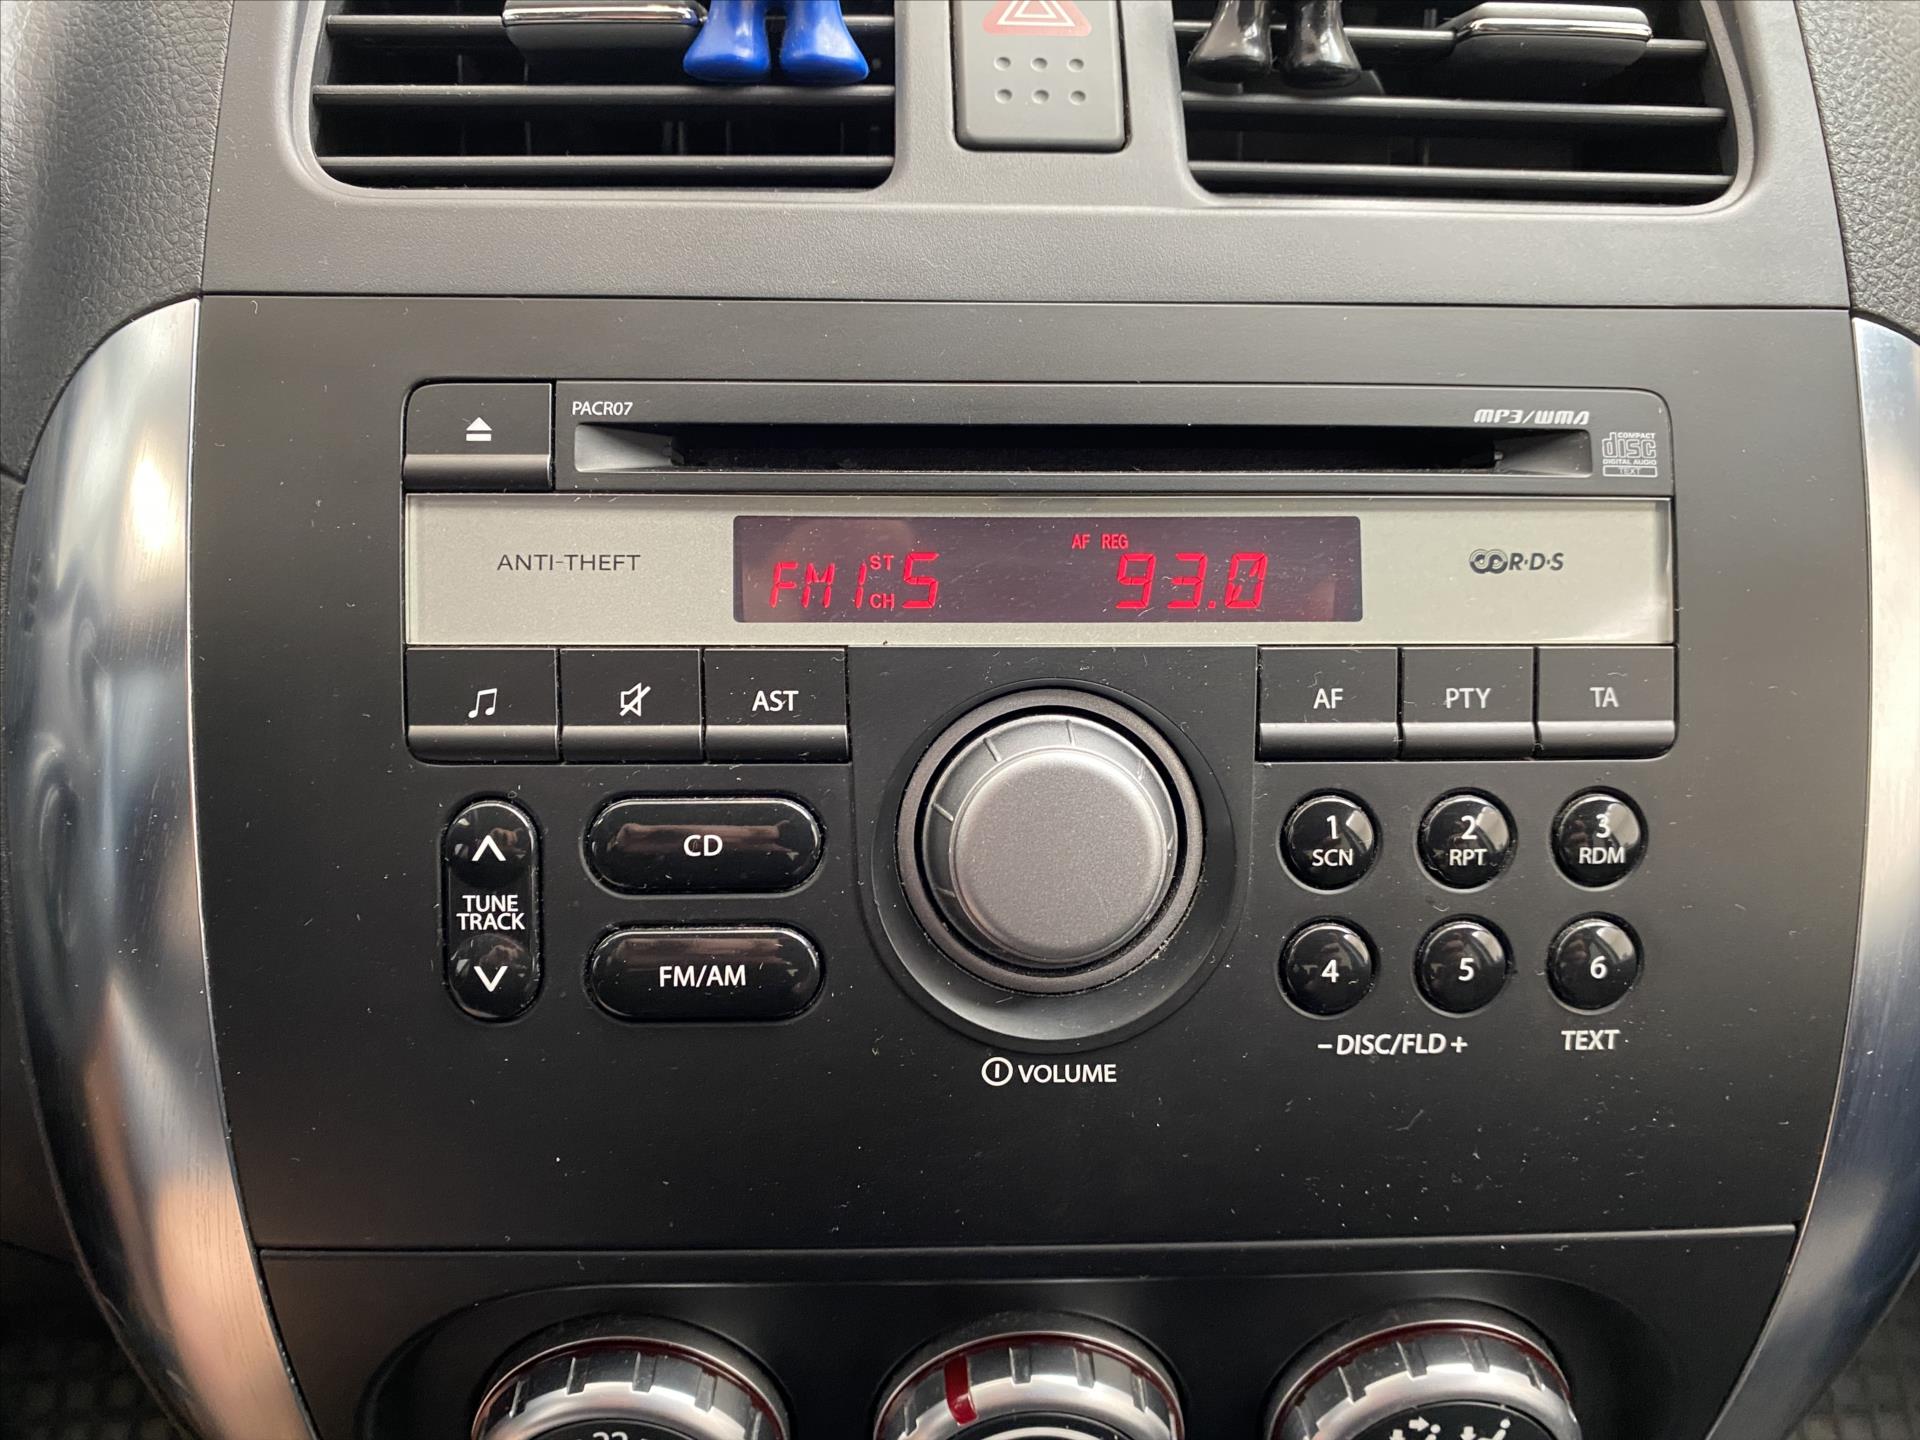 PACR07
MP3/WMA
COMPACT
disc
DIGITAL AUDIO
TEXT
ANTI-THEFT
AF REG
FM1 ST CH 5 93.0
R·D·S
AST
AF PTY TA
CD
1 SCN 2 RPT 3 RDM
TUNE
TRACK
FM/AM
4 5 6
–DISC/FLD + TEXT
VOLUME